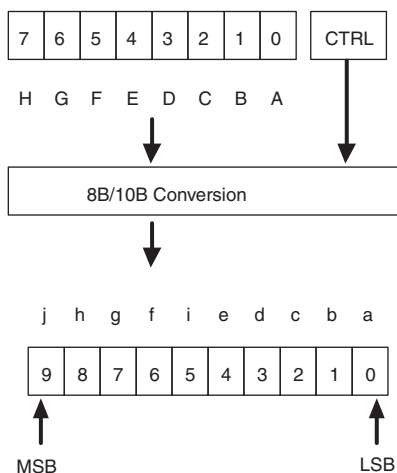 7 6 5 4 3 2 1 0 CTRL
H G F E D C B A
8B/10B Conversion
j h g f i e d c b a
9 8 7 6 5 4 3 2 1 0
MSB LSB